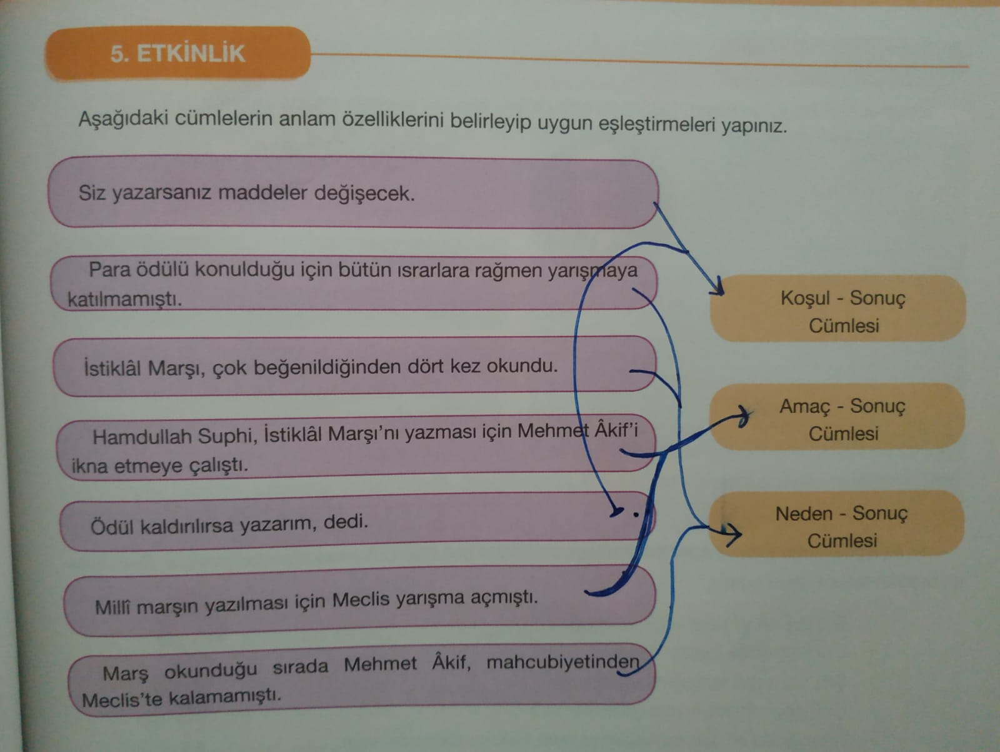 5. ETKİNLİK
Aşağıdaki cümlelerin anlam özelliklerini belirleyip uygun eşleştirmeleri yapınız.
Siz yazarsanız maddeler değişecek.
Para ödülü konulduğu için bütün ısrarlara rağmen yarışmaya
katılmamıştı.
İstiklâl Marşı, çok beğenildiğinden dört kez okundu.
Hamdullah Suphi, İstiklâl Marşı’nı yazması için Mehmet Âkif’i
ikna etmeye çalıştı.
Ödül kaldırılırsa yazarım, dedi.
Millî marşın yazılması için Meclis yarışma açmıştı.
Marş okunduğu sırada Mehmet Âkif, mahcubiyetinden
Meclis’te kalamamıştı.
Koşul - Sonuç
Cümlesi
Amaç - Sonuç
Cümlesi
Neden - Sonuç
Cümlesi